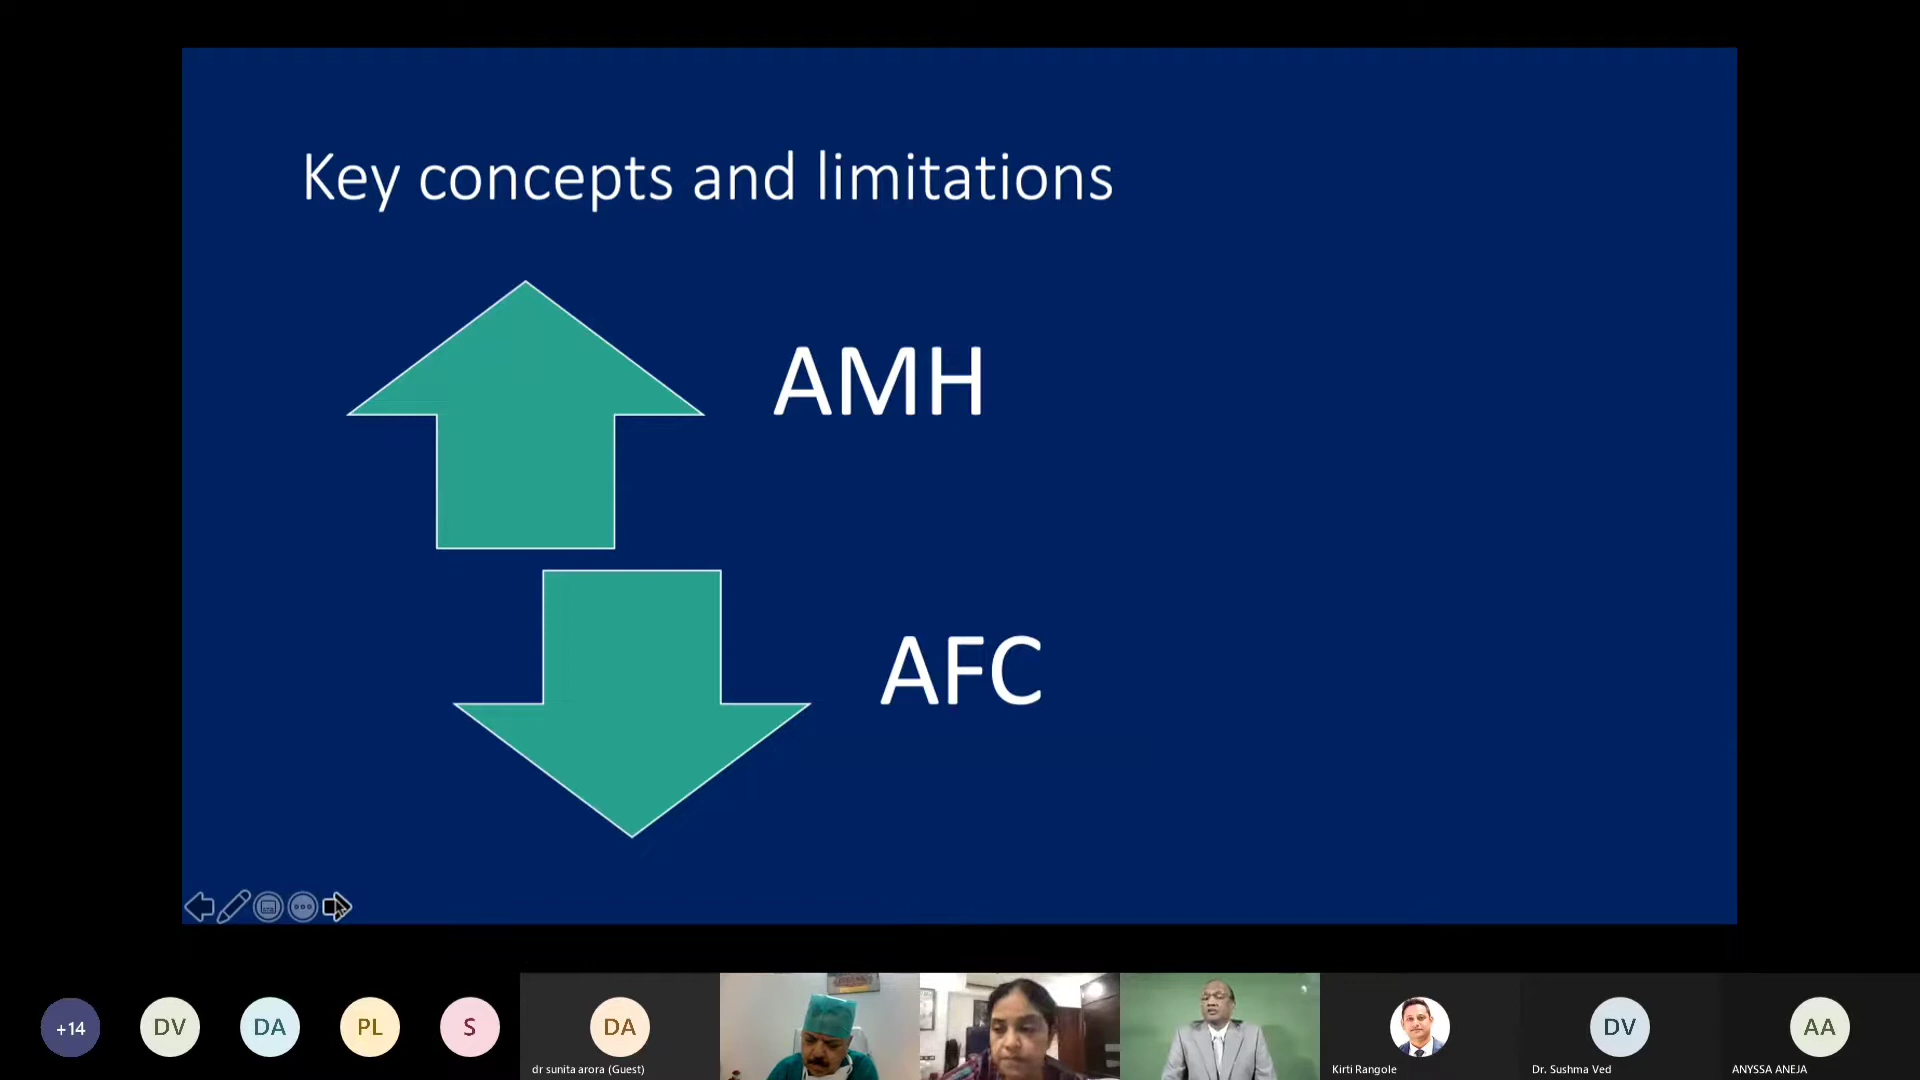 Key concepts and limitations
AMH
AFC
+14
DV
DA
PL
S
DA
dr sunita arora (Guest)
Kirti Rangole
DV
Dr. Sushma Ved
AA
ANYSSA ANEJA